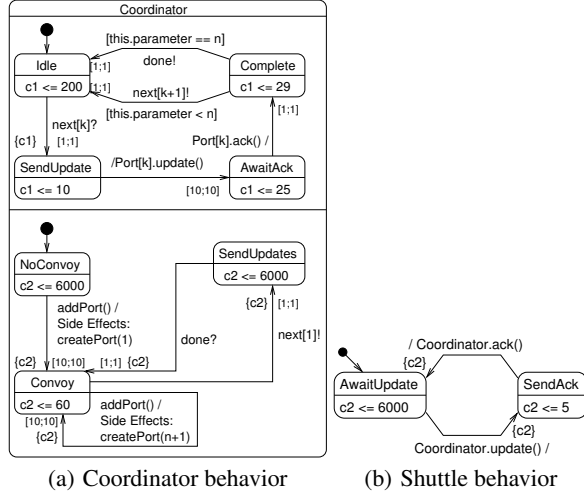 Coordinator
[this.parameter == n]
Idle
[1;1]
done!
Complete
c1 <= 200
[1;1]
next[k+1]!
c1 <= 29
[this.parameter < n]
[1;1]
next[k]?
{c1}
[1;1]
Port[k].ack() /
SendUpdate
/Port[k].update()
AwaitAck
c1 <= 10
[10;10]
c1 <= 25
NoConvoy
c2 <= 6000
SendUpdates
c2 <= 6000
addPort() /
Side Effects:
createPort(1)
{c2}
[1;1]
done?
next[1]!
{c2}
[10;10]
[1;1]
{c2}
Convoy
c2 <= 60
addPort() /
Side Effects:
createPort(n+1)
[10;10]
{c2}
/ Coordinator.ack()
{c2}
AwaitUpdate
c2 <= 6000
SendAck
c2 <= 5
{c2}
Coordinator.update() /
(a) Coordinator behavior
(b) Shuttle behavior